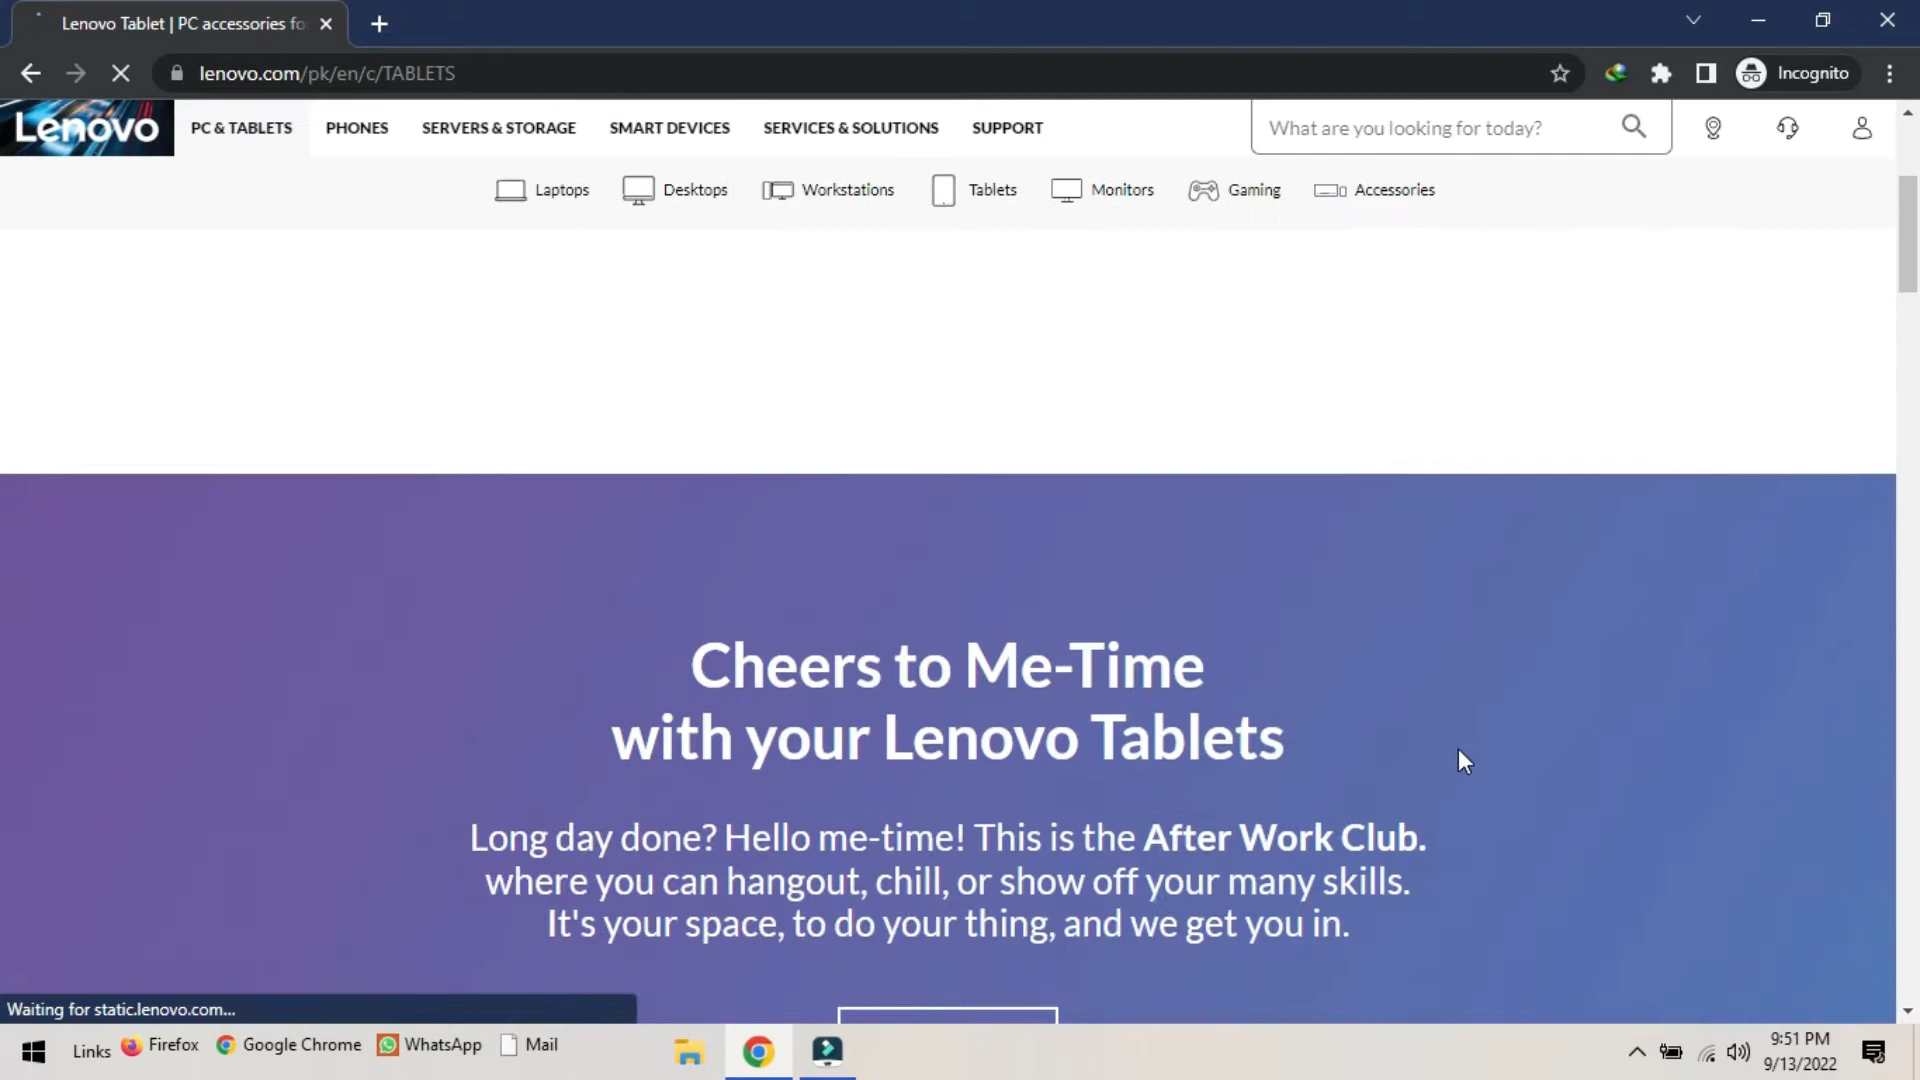 Lenovo Tablet | PC accessories fo
lenovo.com/pk/en/c/TABLETS
Incognito
Lenovo
PC & TABLETS
PHONES
SERVERS & STORAGE
SMART DEVICES
SERVICES & SOLUTIONS
SUPPORT
What are you looking for today?
Laptops
Desktops
Workstations
Tablets
Monitors
Gaming
Accessories
Cheers to Me-Time
with your Lenovo Tablets
Long day done? Hello me-time! This is the After Work Club.
where you can hangout, chill, or show off your many skills.
It's your space, to do your thing, and we get you in.
Waiting for static.lenovo.com...
Links
Firefox
Google Chrome
WhatsApp
Mail
9:51 PM
9/13/2022